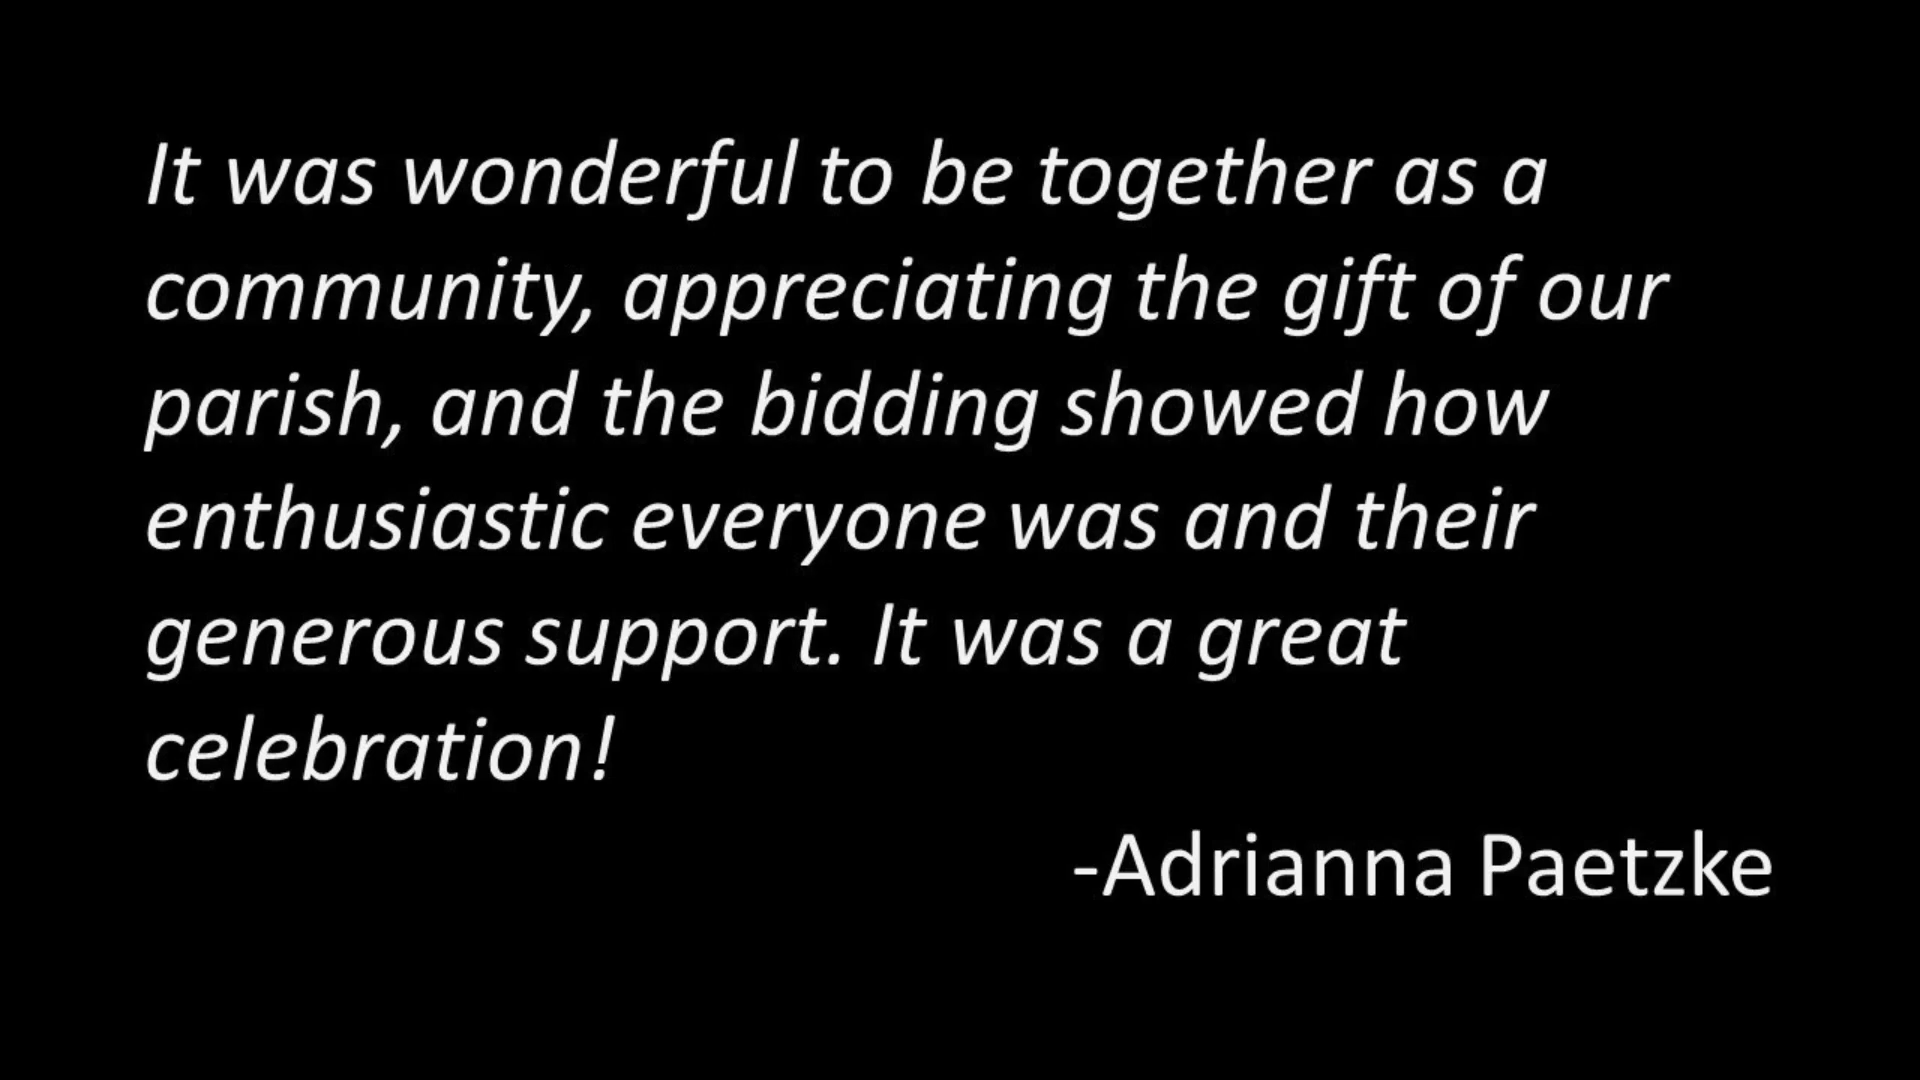 It was wonderful to be together as a
community, appreciating the gift of our
parish, and the bidding showed how
enthusiastic everyone was and their
generous support. It was a great
celebration!
-Adrianna Paetzke